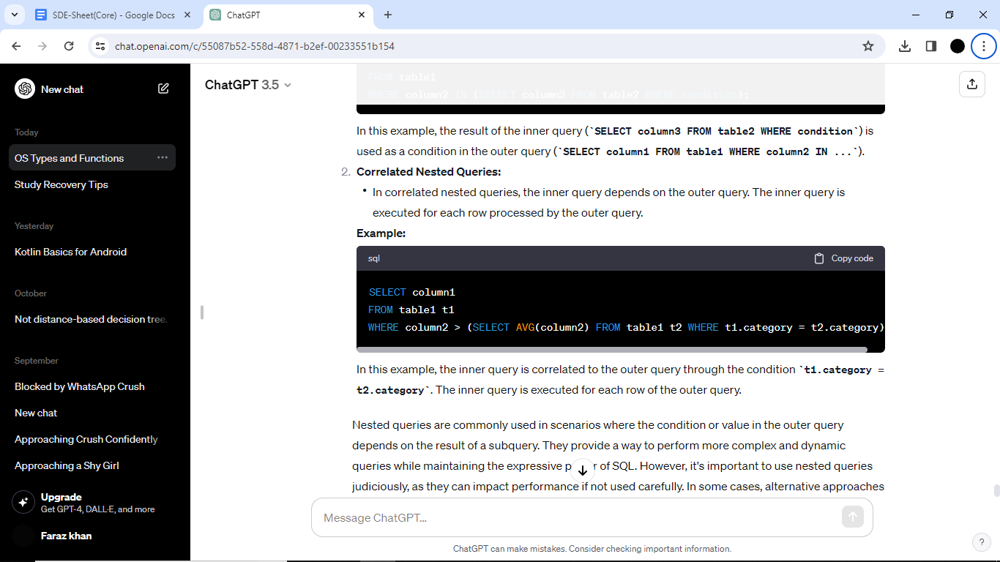 SDE-Sheet(Core) - Google Docs
ChatGPT
chat.openai.com/c/55087b52-558d-4871-b2ef-00233551b154
New chat
Today
OS Types and Functions
Study Recovery Tips
Yesterday
Kotlin Basics for Android
October
Not distance-based decision tree.
September
Blocked by WhatsApp Crush
New chat
Approaching Crush Confidently
Approaching a Shy Girl
Upgrade
Get GPT-4, DALL·E, and more
Faraz khan
ChatGPT 3.5
FROM table1
WHERE column2 IN (SELECT column3 FROM table2 WHERE condition);
In this example, the result of the inner query (`SELECT column3 FROM table2 WHERE condition`) is
used as a condition in the outer query (`SELECT column1 FROM table1 WHERE column2 IN ...`).
2. Correlated Nested Queries:
• In correlated nested queries, the inner query depends on the outer query. The inner query is
executed for each row processed by the outer query.
Example:
sql
Copy code
SELECT column1
FROM table1 t1
WHERE column2 > (SELECT AVG(column2) FROM table1 t2 WHERE t1.category = t2.category)
In this example, the inner query is correlated to the outer query through the condition `t1.category =
t2.category`. The inner query is executed for each row of the outer query.
Nested queries are commonly used in scenarios where the condition or value in the outer query
depends on the result of a subquery. They provide a way to perform more complex and dynamic
queries while maintaining the expressive p r of SQL. However, it's important to use nested queries
judiciously, as they can impact performance if not used carefully. In some cases, alternative approaches
Message ChatGPT...
ChatGPT can make mistakes. Consider checking important information.
?